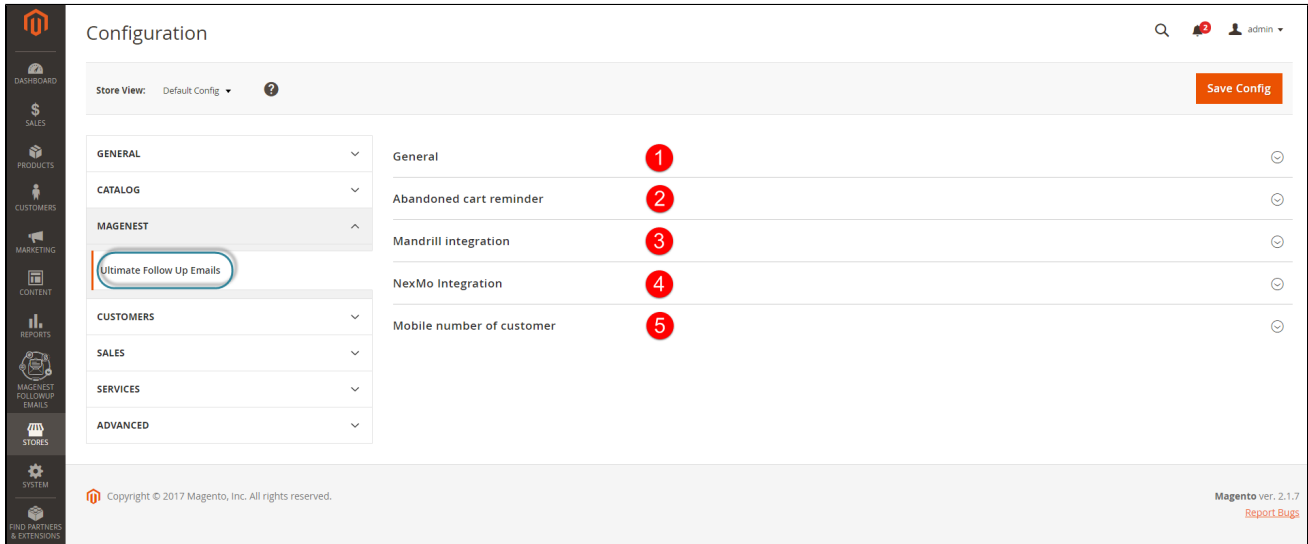 Configuration
2
admin
DASHBOARD
SALES
PRODUCTS
CUSTOMERS
MARKETING
CONTENT
REPORTS
MAGENEST
FOLLOWUP
EMAILS
STORES
SYSTEM
FIND PARTNERS
& EXTENSIONS
Store View: Default Config ?
Save Config
GENERAL
CATALOG
MAGENEST
Ultimate Follow Up Emails
CUSTOMERS
SALES
SERVICES
ADVANCED
General 1
Abandoned cart reminder 2
Mandrill integration 3
NexMo Integration 4
Mobile number of customer 5
Copyright © 2017 Magento, Inc. All rights reserved.
Magento ver. 2.1.7
Report Bugs